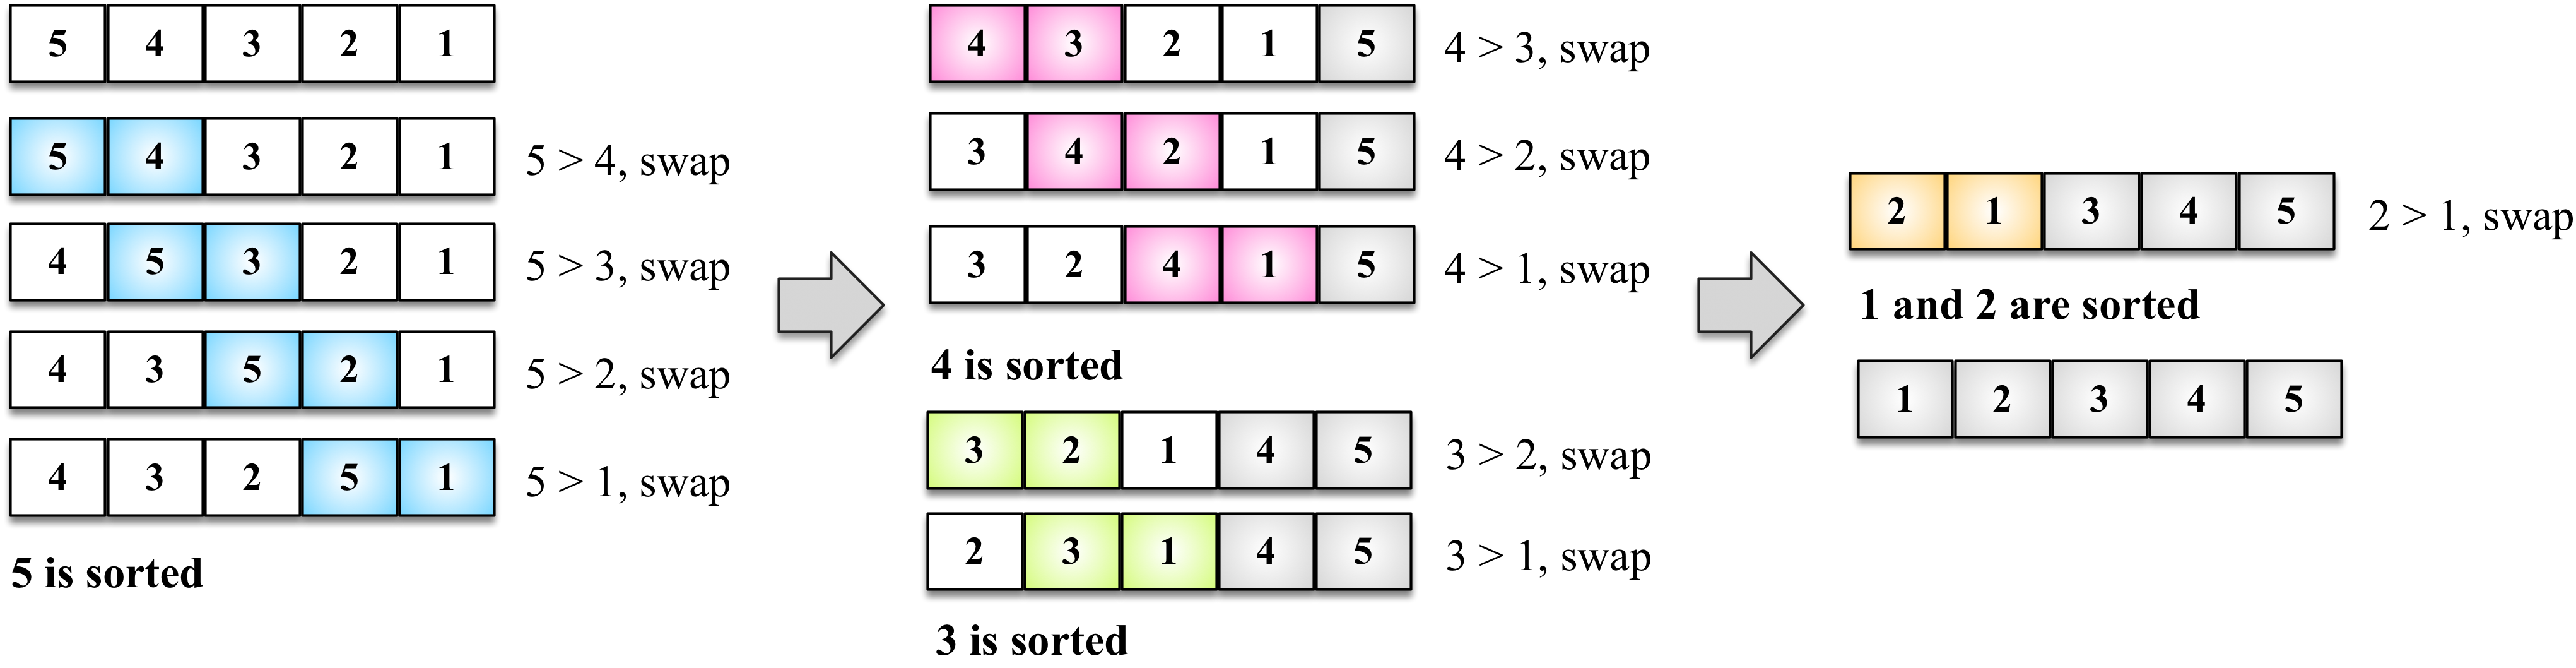 5 4 3 2 1
5 4 3 2 1 5 > 4, swap
4 5 3 2 1 5 > 3, swap
4 3 5 2 1 5 > 2, swap
4 3 2 5 1 5 > 1, swap
5 is sorted
4 3 2 1 5 4 > 3, swap
3 4 2 1 5 4 > 2, swap
3 2 4 1 5 4 > 1, swap
4 is sorted
3 2 1 4 5 3 > 2, swap
2 3 1 4 5 3 > 1, swap
3 is sorted
2 1 3 4 5 2 > 1, swap
1 and 2 are sorted
1 2 3 4 5